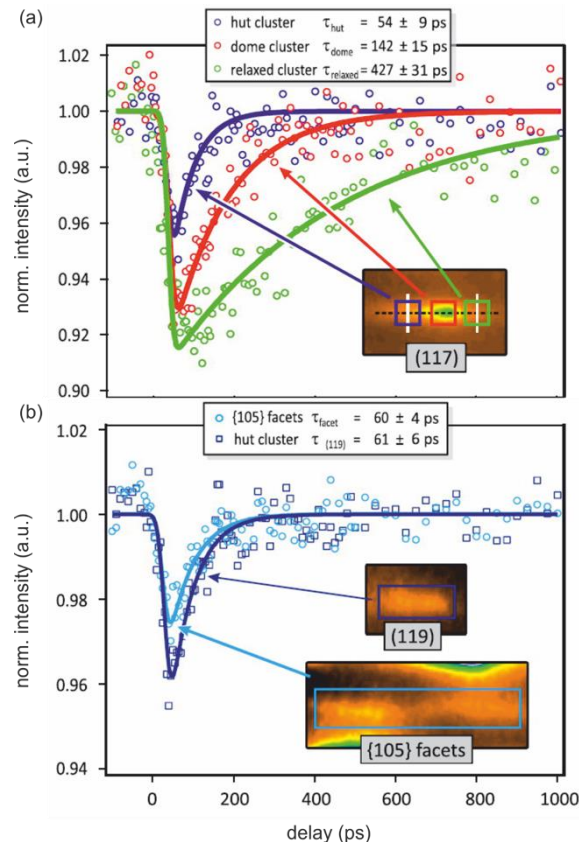 (a)
hut cluster τhut = 54 ± 9 ps
dome cluster τdome = 142 ± 15 ps
relaxed cluster τrelaxed = 427 ± 31 ps
1.02
1.00
0.98
0.96
0.94
0.92
0.90
norm. intensity (a.u.)
(117)
(b)
{105} facets τfacet = 60 ± 4 ps
hut cluster τ(119) = 61 ± 6 ps
1.02
1.00
0.98
0.96
0.94
norm. intensity (a.u.)
(119)
{105} facets
0 200 400 600 800 1000
delay (ps)